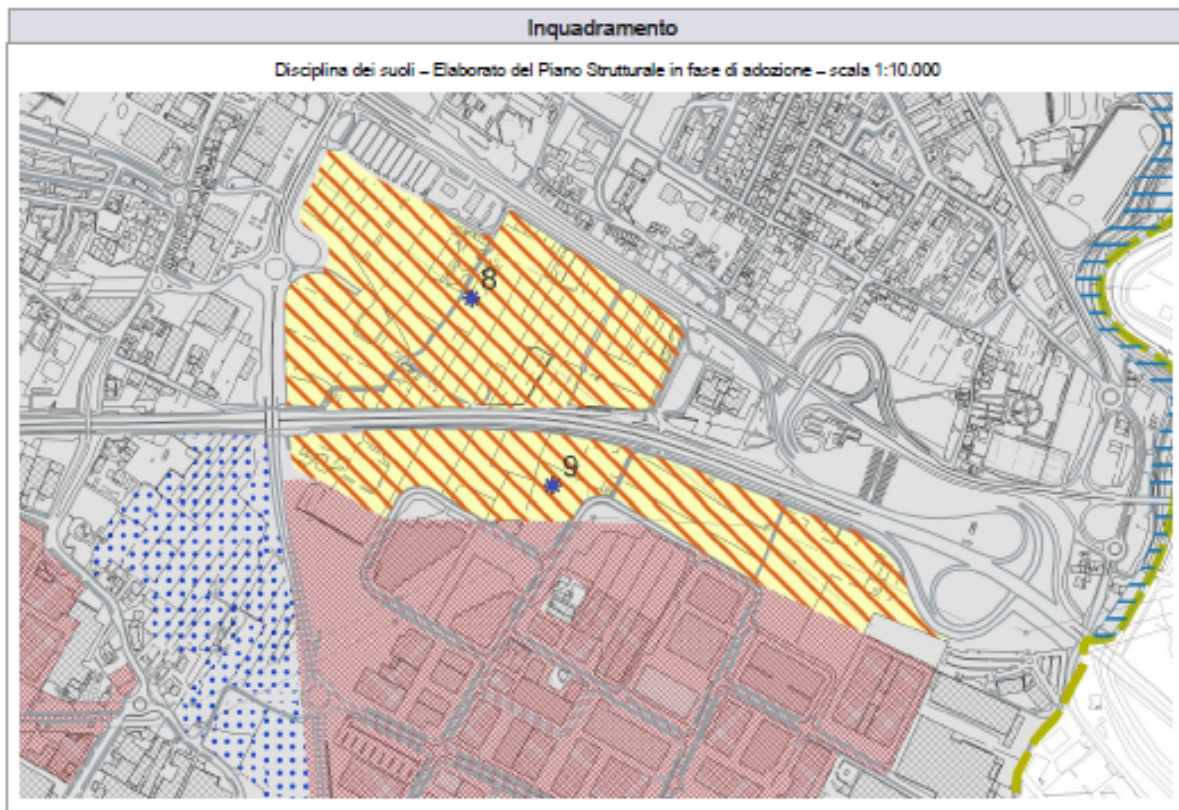 Inquadramento
Disciplina dei suoli – Elaborato del Piano Strutturale in fase di adozione – scala 1:10.000
8
9